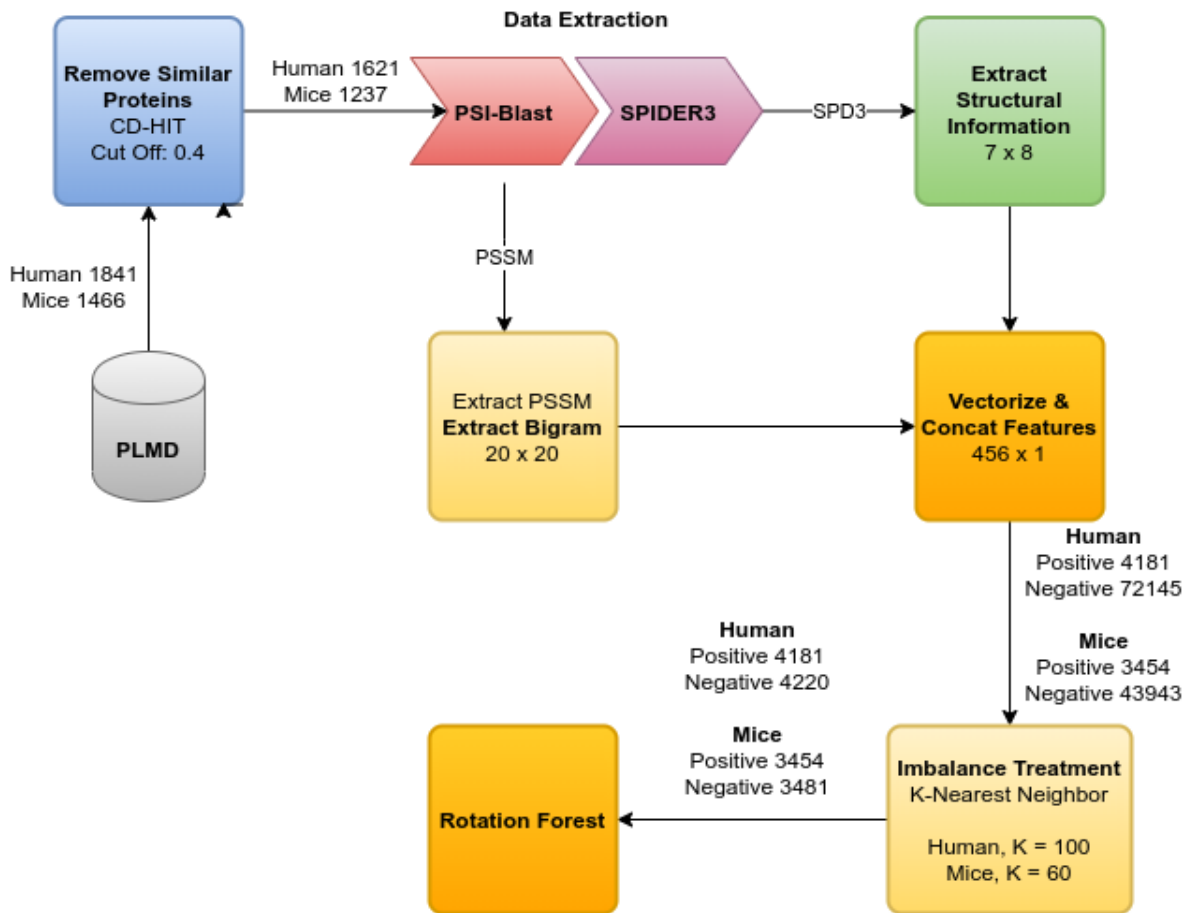 Data Extraction
Remove Similar
Proteins
CD-HIT
Cut Off: 0.4
Human 1621
Mice 1237
PSI-Blast
SPIDER3
SPD3
Extract
Structural
Information
7 x 8
Human 1841
Mice 1466
PSSM
PLMD
Extract PSSM
Extract Bigram
20 x 20
Vectorize &
Concat Features
456 x 1
Human
Positive 4181
Negative 72145
Mice
Positive 3454
Negative 43943
Human
Positive 4181
Negative 4220
Mice
Positive 3454
Negative 3481
Rotation Forest
Imbalance Treatment
K-Nearest Neighbor
Human, K = 100
Mice, K = 60